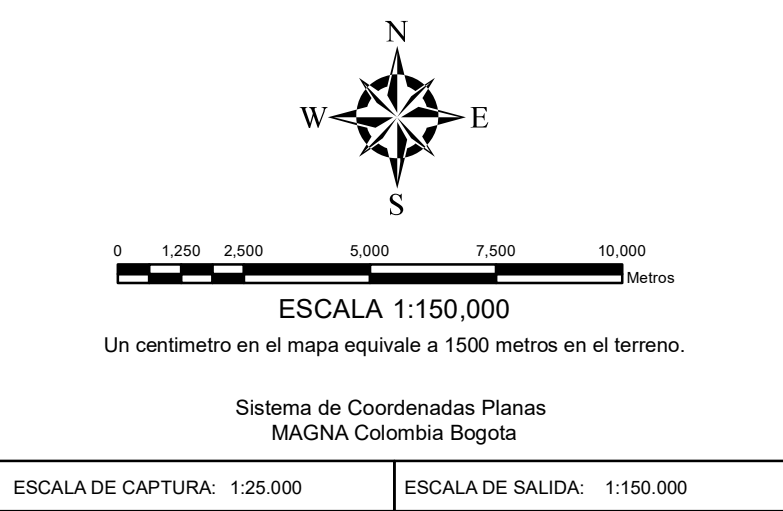 N
W E
S
0 1,250 2,500 5,000 7,500 10,000
Metros
ESCALA 1:150,000
Un centimetro en el mapa equivale a 1500 metros en el terreno.
Sistema de Coordenadas Planas
MAGNA Colombia Bogota
ESCALA DE CAPTURA: 1:25.000 ESCALA DE SALIDA: 1:150.000